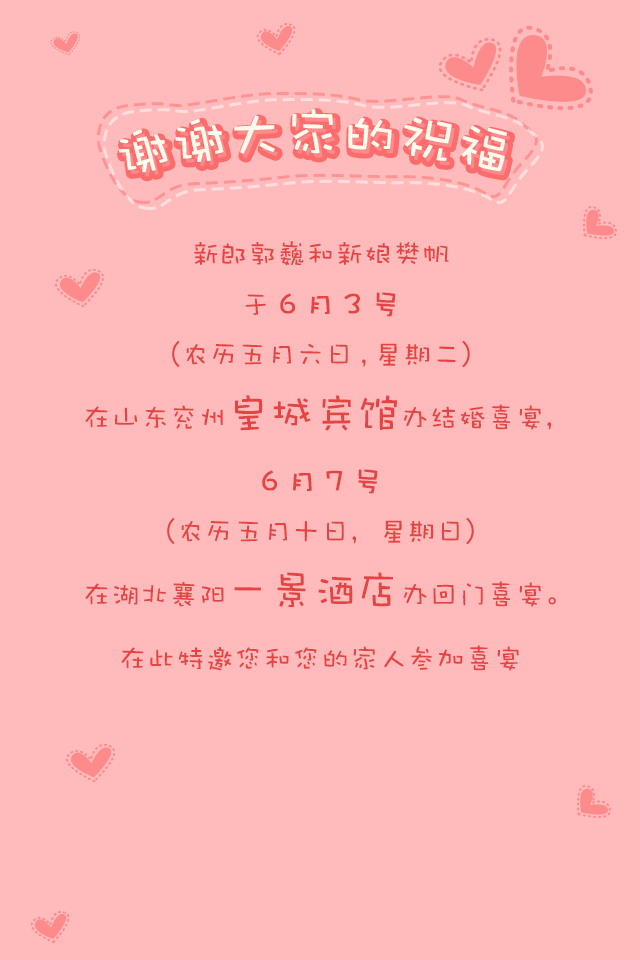 谢谢大家的祝福
新郎郭巍和新娘樊帆
于6月3号
(农历五月六日,星期二)
在山东兖州皇城宾馆办结婚喜宴,
6月7号
(农历五月十日, 星期日)
在湖北襄阳一景酒店办回门喜宴。
在此特邀您和您的家人参加喜宴